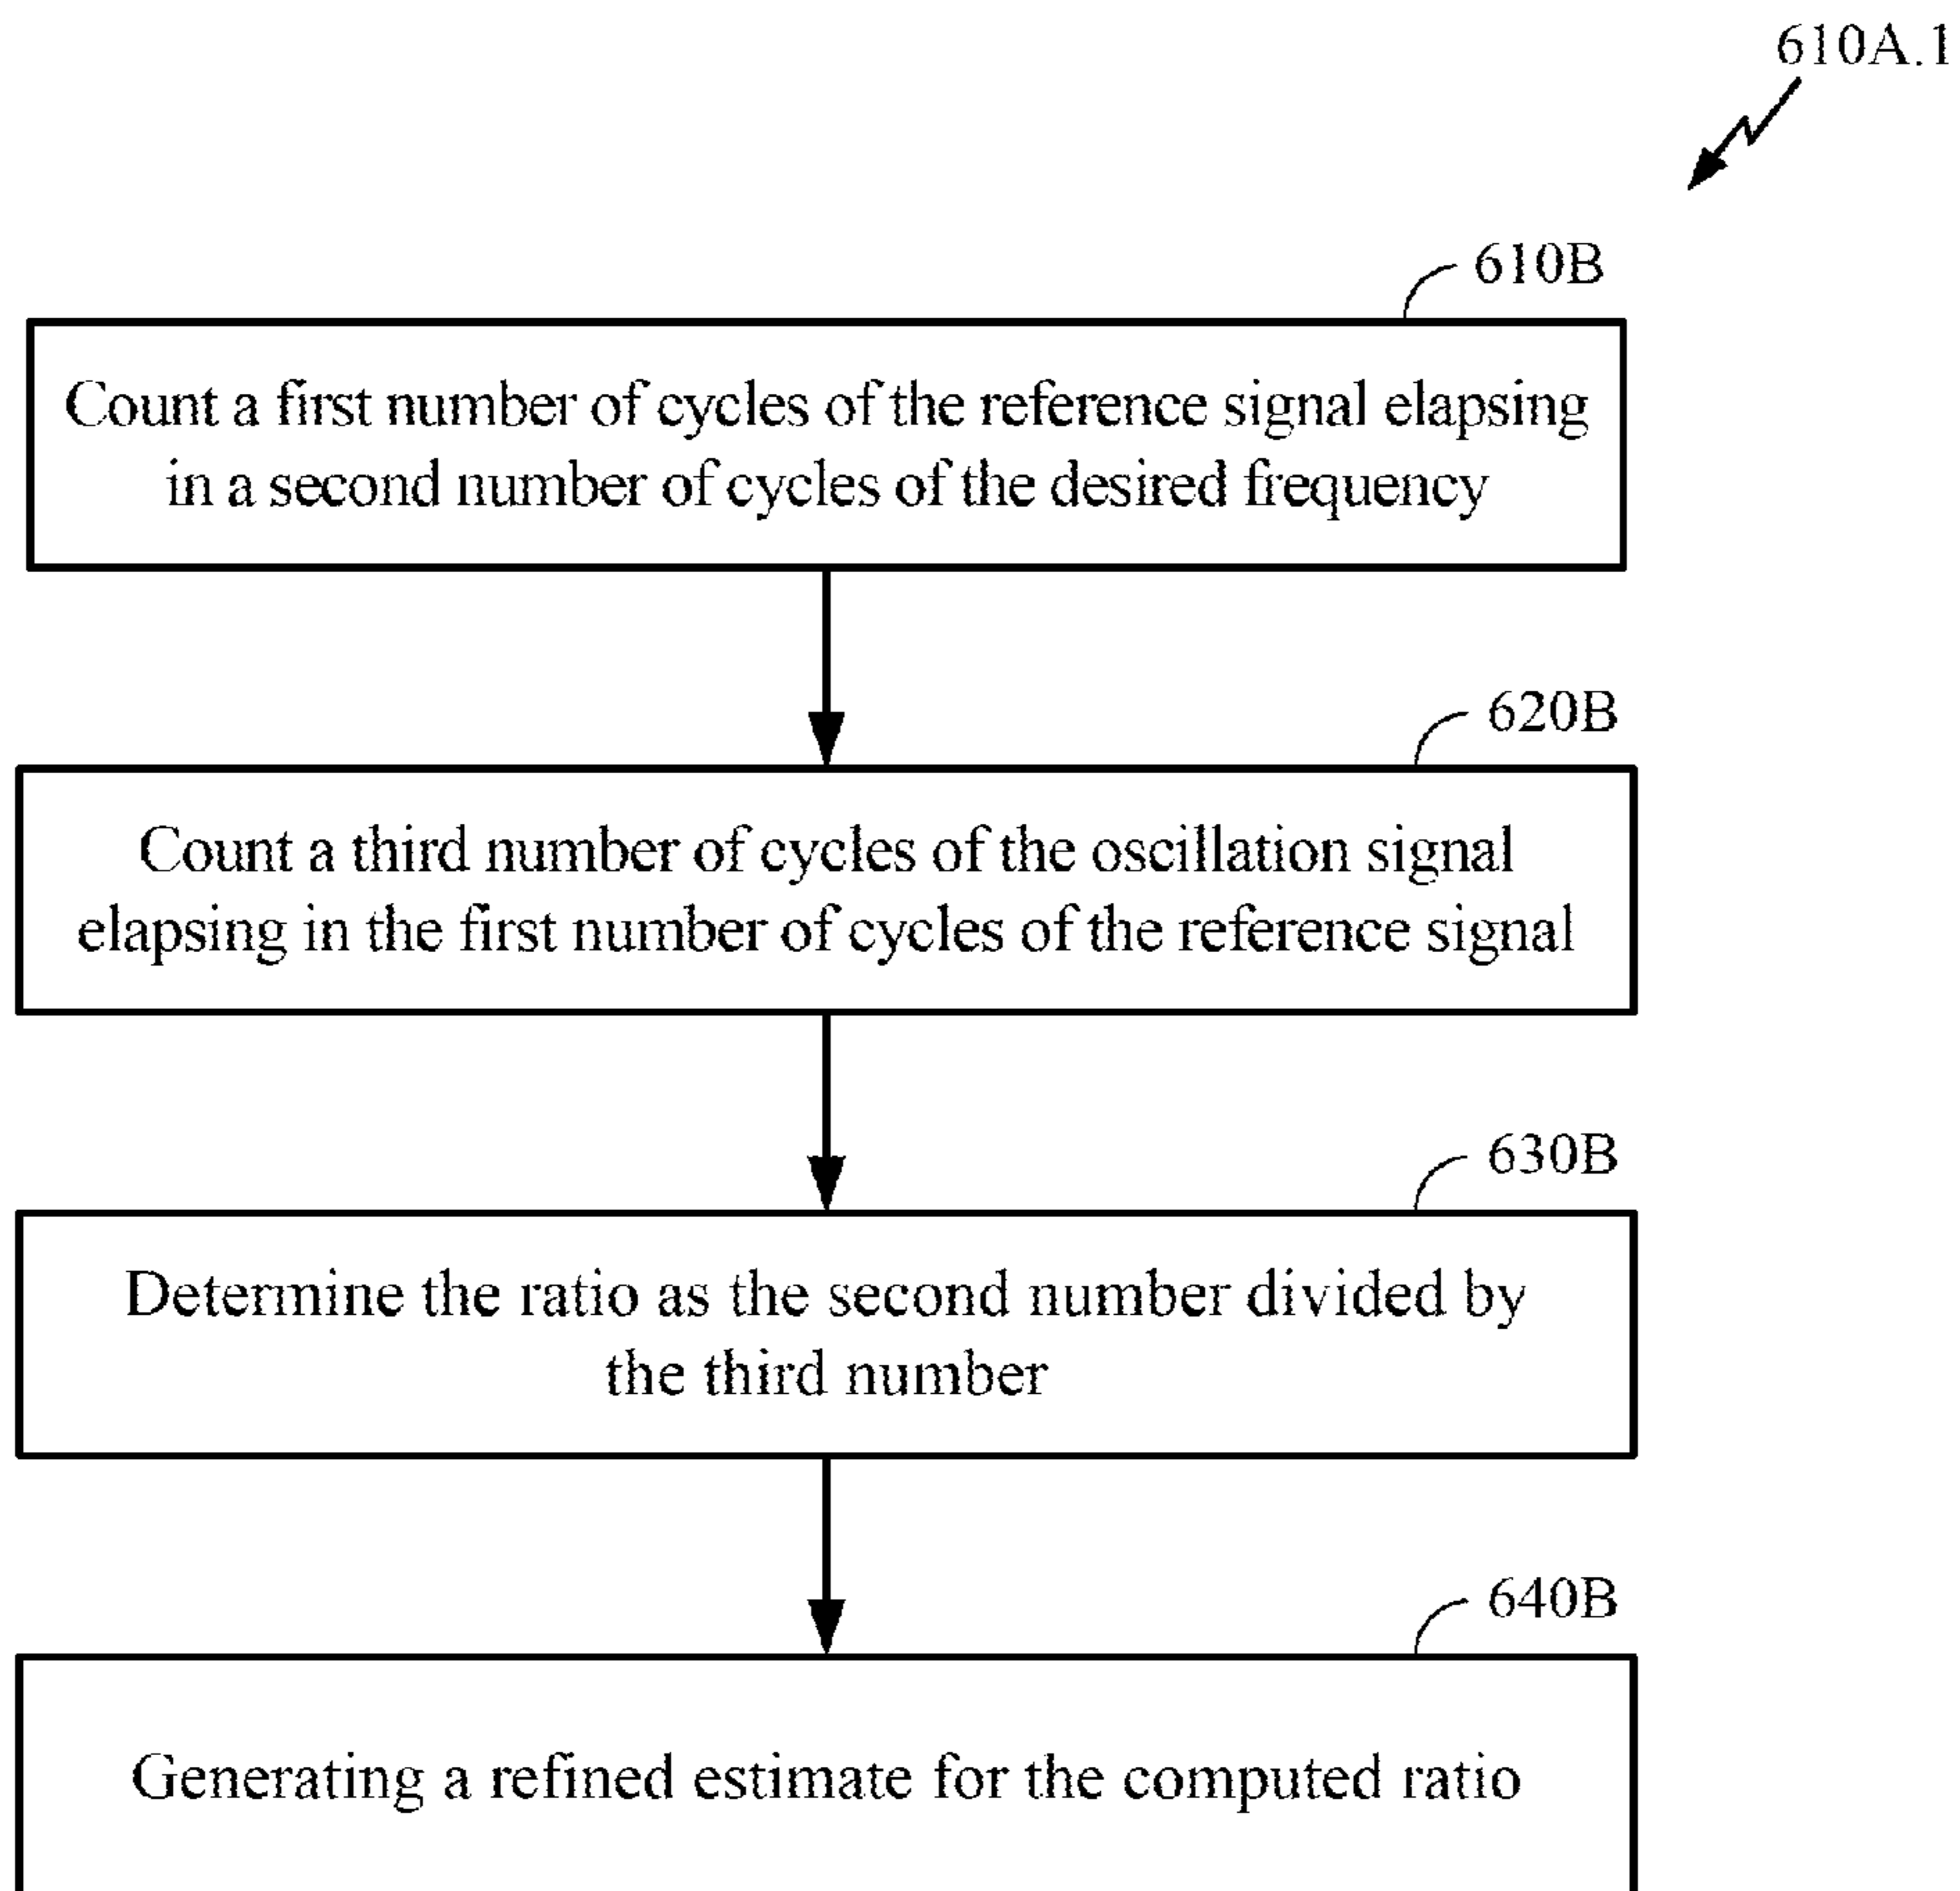 610A.1
610B
Count a first number of cycles of the reference signal elapsing
in a second number of cycles of the desired frequency
620B
Count a third number of cycles of the oscillation signal
elapsing in the first number of cycles of the reference signal
630B
Determine the ratio as the second number divided by
the third number
640B
Generating a refined estimate for the computed ratio